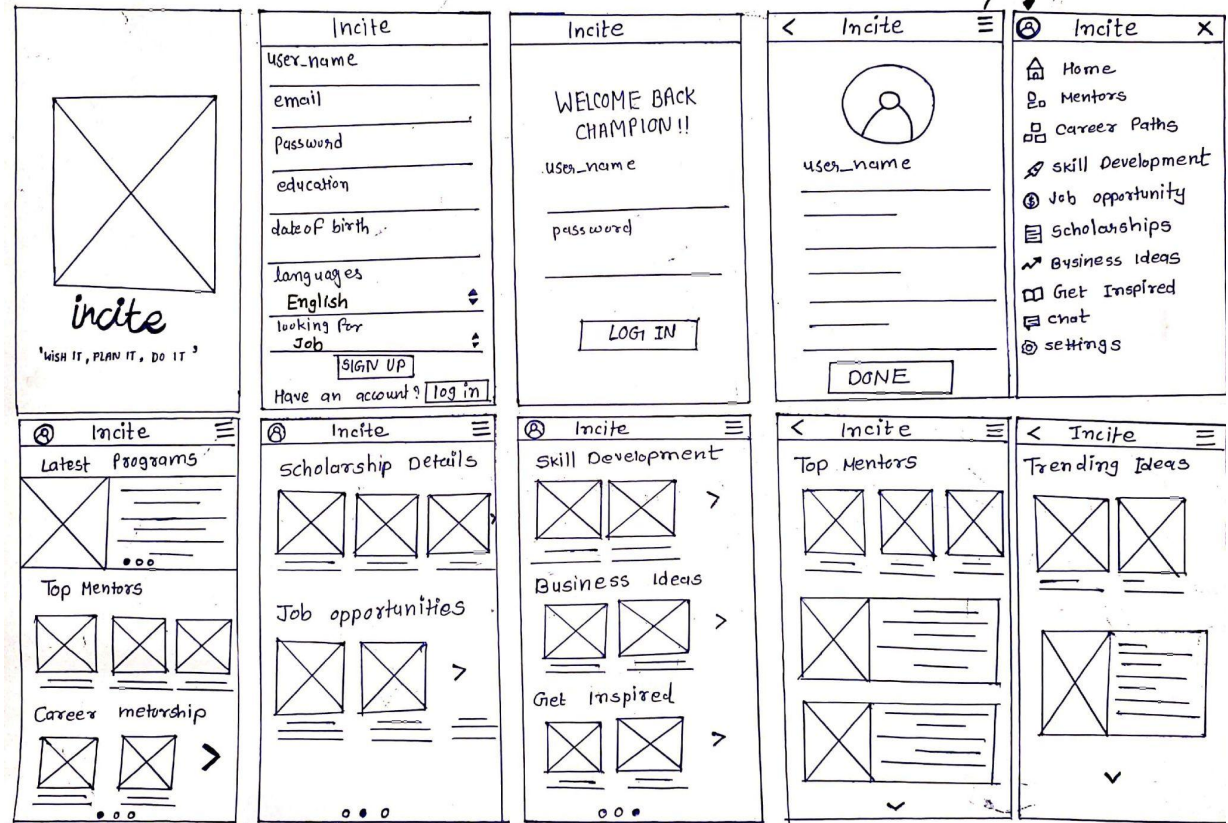 incite
'WISH IT, PLAN IT, DO IT'
Incite
user_name
email
Password
education
date of birth
languages
English
looking for
Job
SIGN UP
Have an account? log in
Incite
WELCOME BACK
CHAMPION!!
user_name
password
LOG IN
< Incite
user_name
DONE
Incite X
Home
Mentors
Career Paths
Skill Development
Job opportunity
Scholarships
Business Ideas
Get Inspired
chat
settings
Incite
Latest Programs
Top Mentors
Career metorship
>
Incite
Scholarship Details
>
Job opportunities
>
Incite
Skill Development
>
Business Ideas
>
Get Inspired
>
< Incite
Top Mentors
< Incite
Trending Ideas